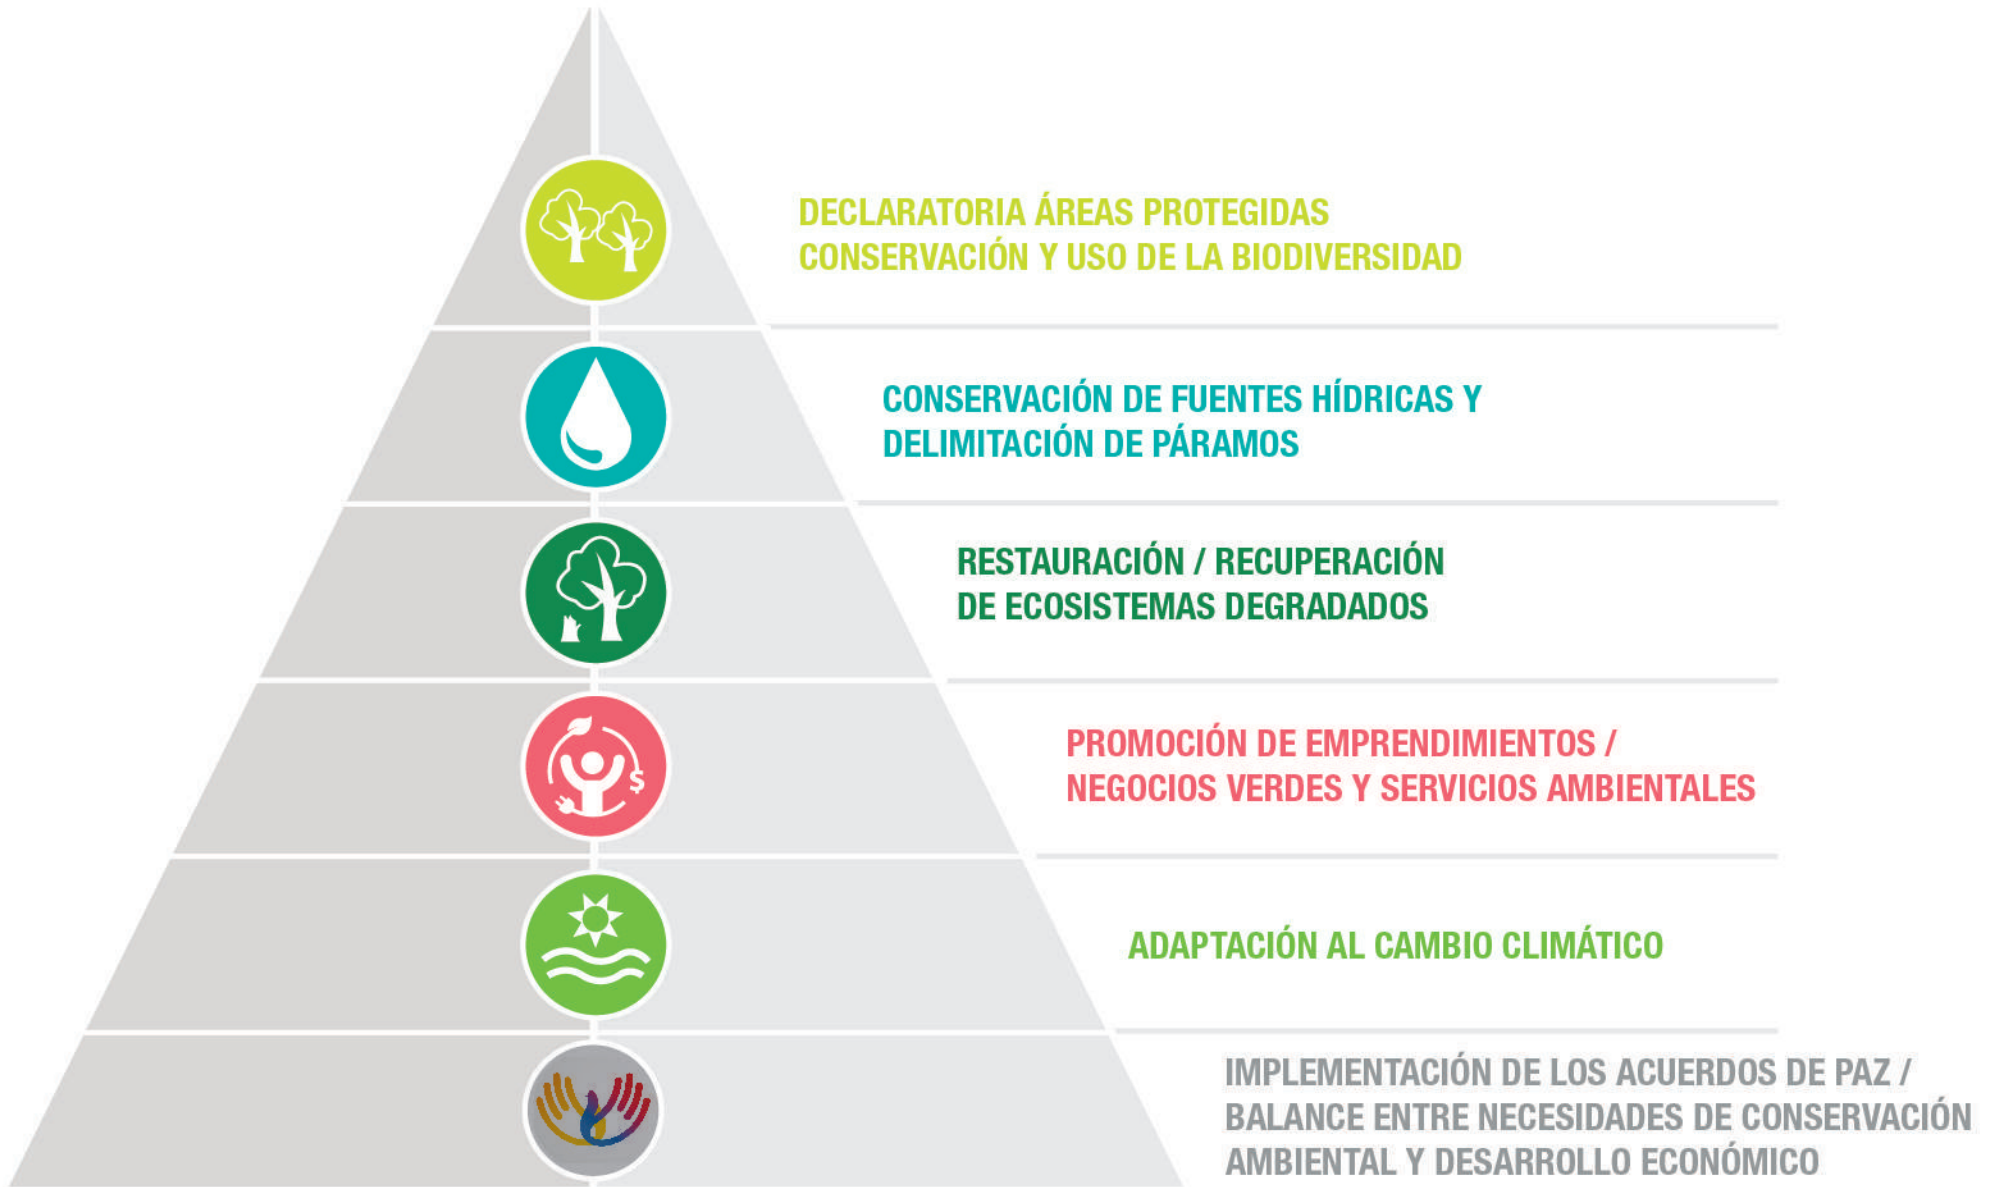 DECLARATORIA ÁREAS PROTEGIDAS
CONSERVACIÓN Y USO DE LA BIODIVERSIDAD
CONSERVACIÓN DE FUENTES HÍDRICAS Y
DELIMITACIÓN DE PÁRAMOS
RESTAURACIÓN / RECUPERACIÓN
DE ECOSISTEMAS DEGRADADOS
$
PROMOCIÓN DE EMPRENDIMIENTOS /
NEGOCIOS VERDES Y SERVICIOS AMBIENTALES
ADAPTACIÓN AL CAMBIO CLIMÁTICO
IMPLEMENTACIÓN DE LOS ACUERDOS DE PAZ /
BALANCE ENTRE NECESIDADES DE CONSERVACIÓN
AMBIENTAL Y DESARROLLO ECONÓMICO